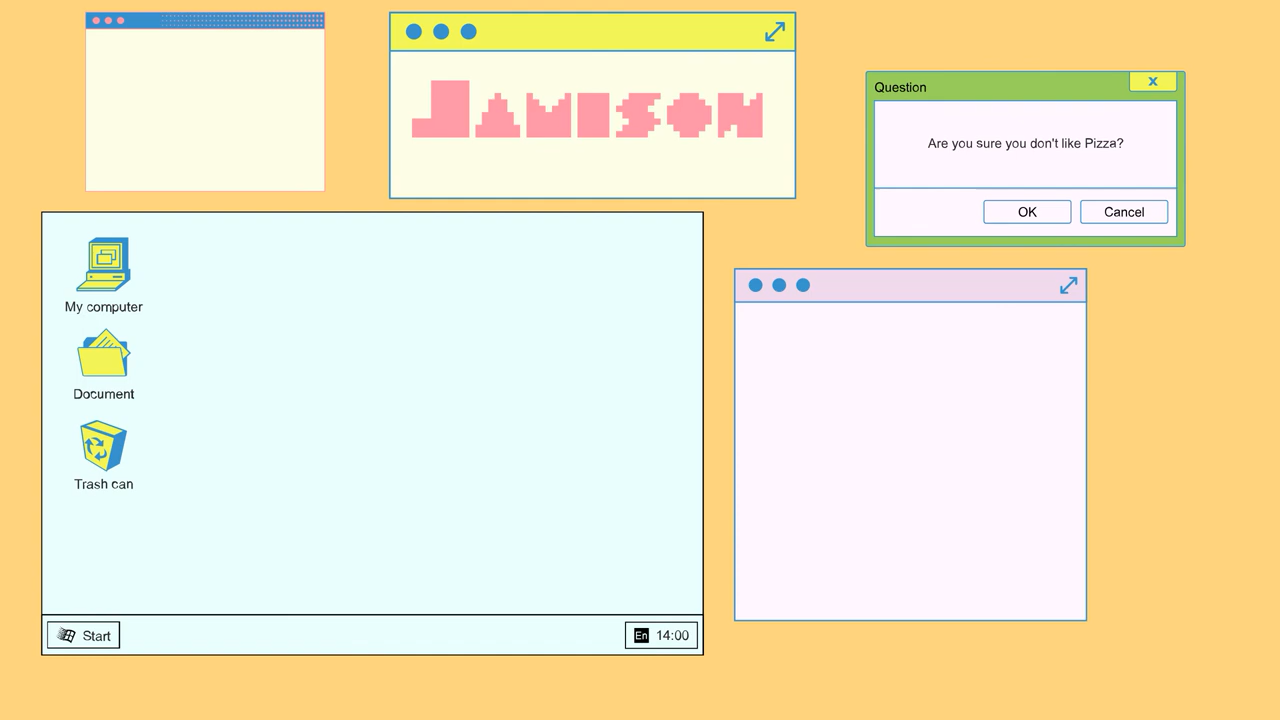 Jamison
Question
x
Are you sure you don't like Pizza?
OK
Cancel
My computer
Document
Trash can
Start
En 14:00